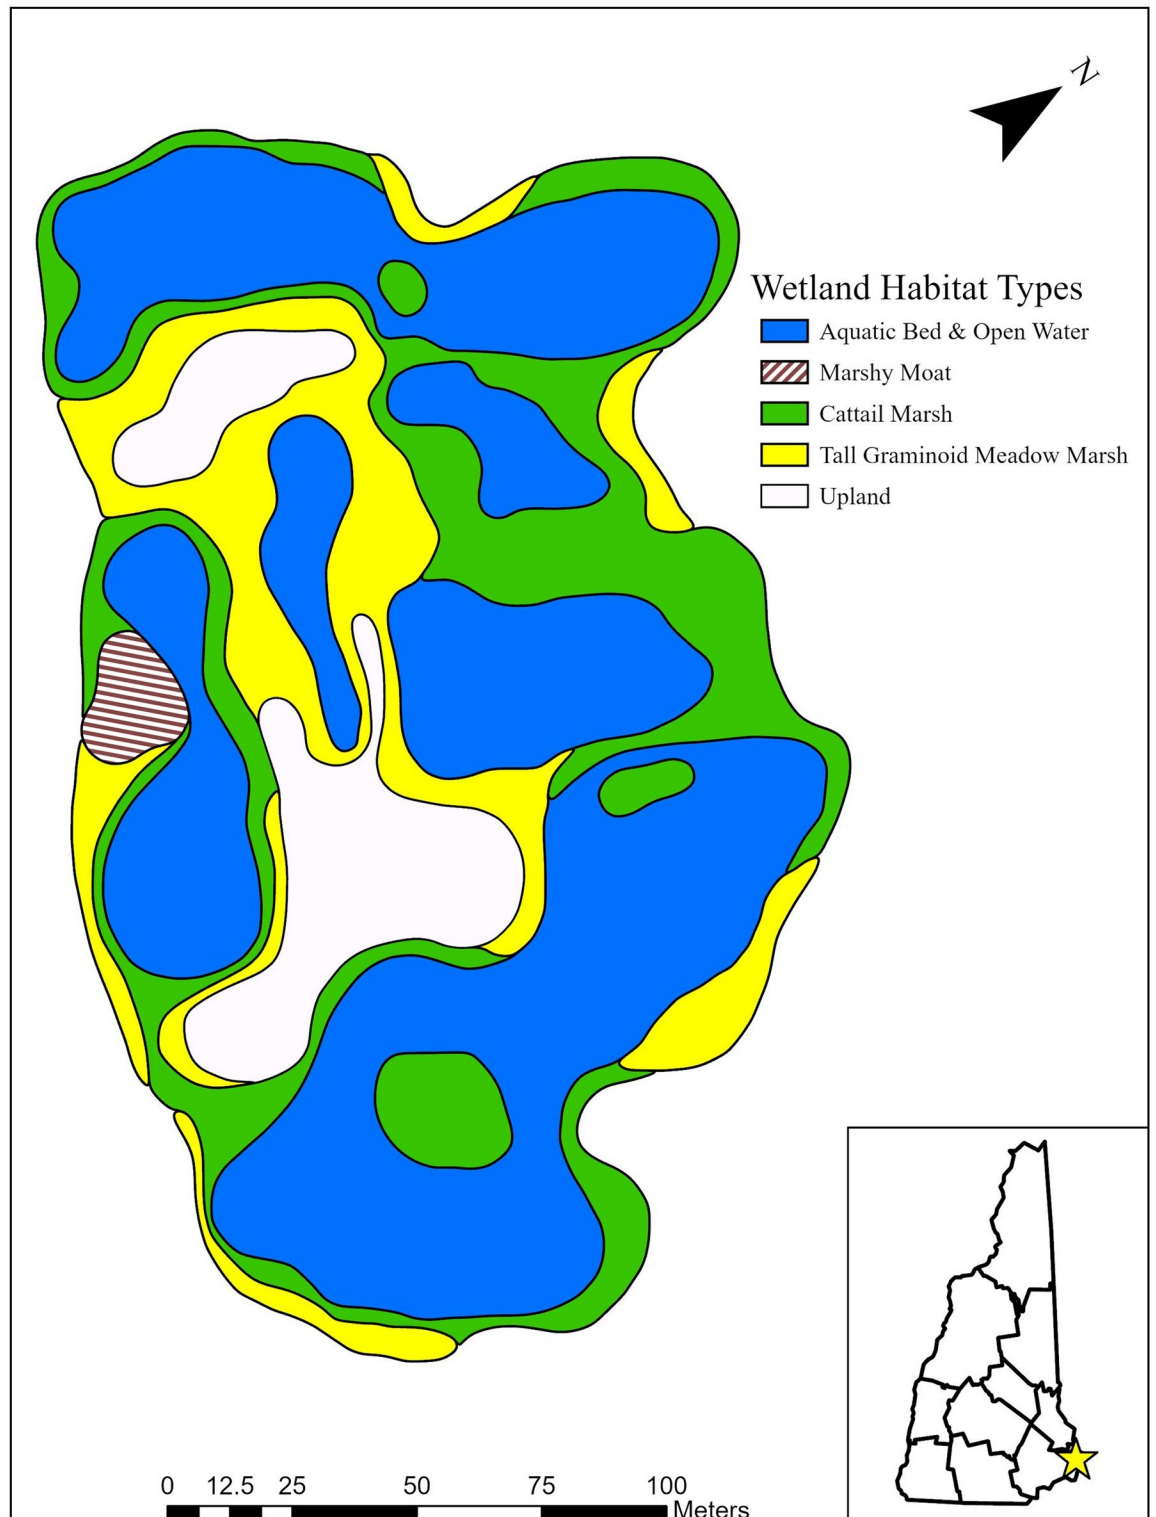 N
Wetland Habitat Types
Aquatic Bed & Open Water
Marshy Moat
Cattail Marsh
Tall Graminoid Meadow Marsh
Upland
0 12.5 25 50 75 100
Meters